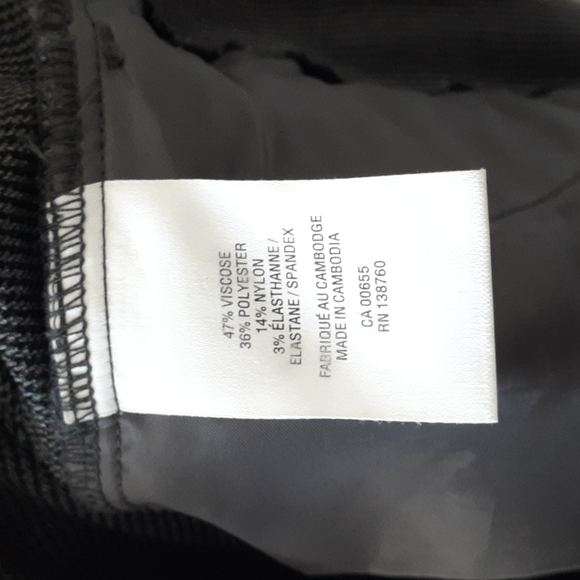 47% VISCOSE
36% POLYESTER
14% NYLON
3% ÉLASTHANNE /
ELASTANE / SPANDEX
FABRIQUÉ AU CAMBODGE
MADE IN CAMBODIA
CA 00655
RN 138760